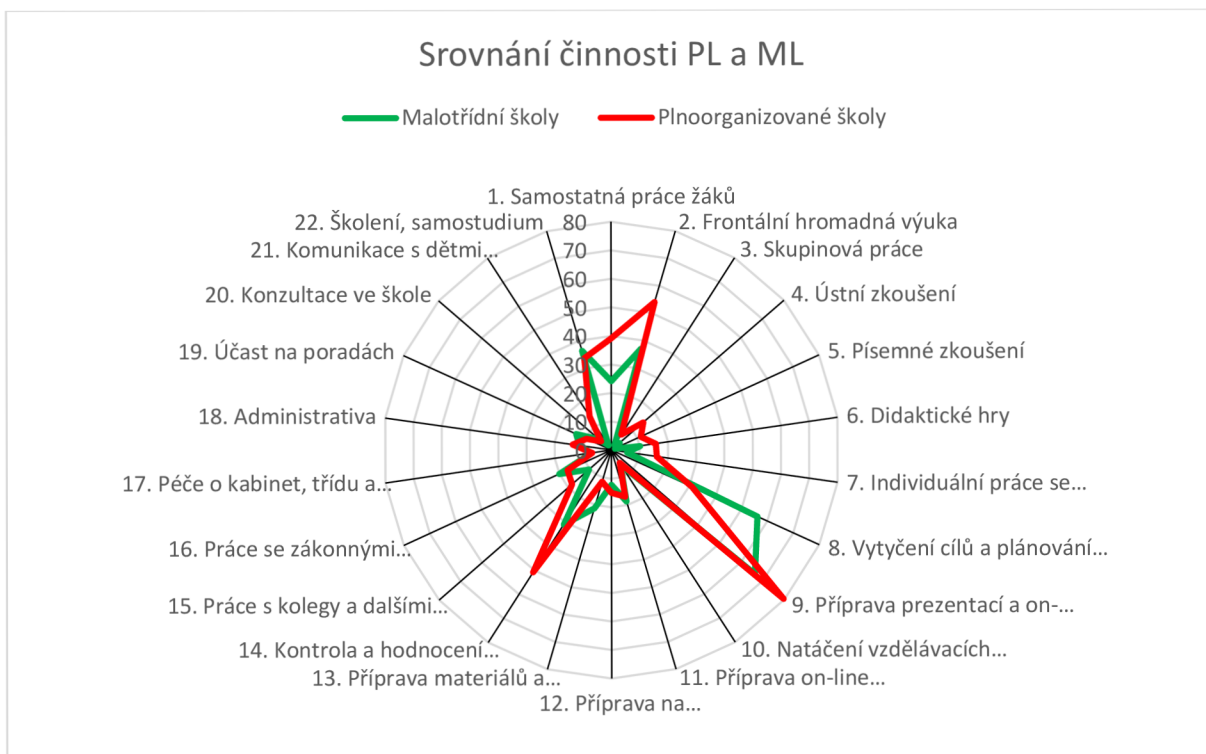 Srovnání činnosti PL a ML
Malotřídní školy
Plnoorganizované školy
1. Samostatná práce žáků
2. Frontální hromadná výuka
3. Skupinová práce
4. Ústní zkoušení
5. Písemné zkoušení
6. Didaktické hry
7. Individuální práce se...
8. Vytyčení cílů a plánování...
9. Příprava prezentací a on-...
10. Natáčení vzdělávacích...
11. Příprava on-line...
12. Příprava na...
13. Příprava materiálů a...
14. Kontrola a hodnocení...
15. Práce s kolegy a dalšími...
16. Práce se zákonnými...
17. Péče o kabinet, třídu a...
18. Administrativa
19. Účast na poradách
20. Konzultace ve škole
21. Komunikace s dětmi...
22. Školení, samostudium
80
70
60
50
40
30
20
10
0